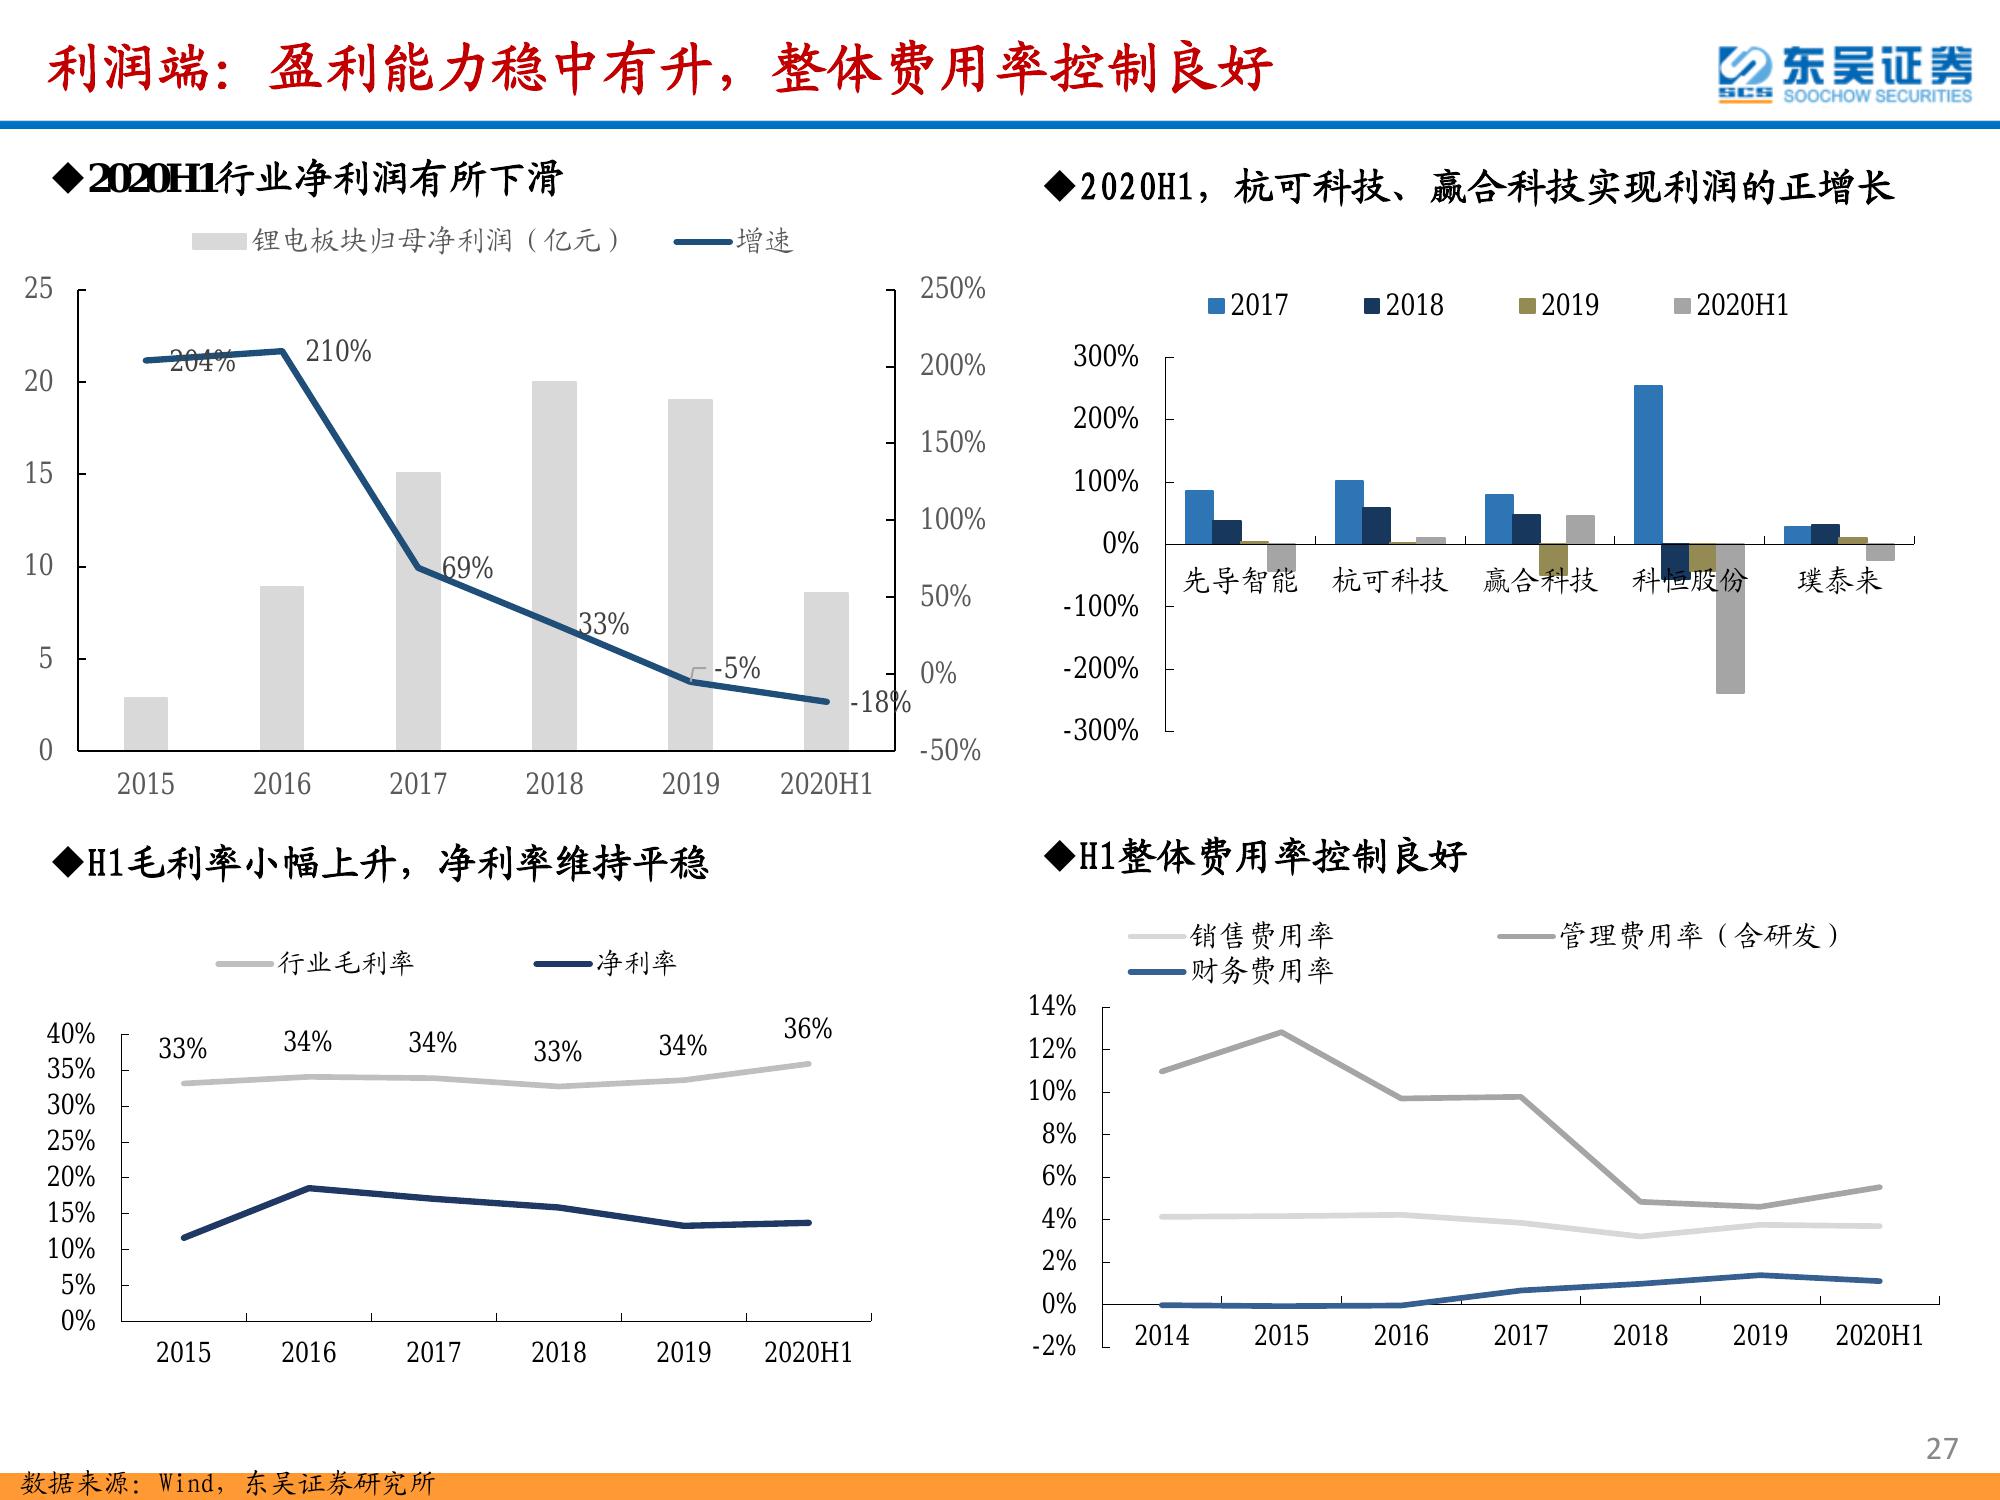 利润端：盈利能力稳中有升，整体费用率控制良好
东吴证券
SCS SOOCHOW SECURITIES
◆2020H1行业净利润有所下滑
锂电板块归母净利润（亿元） 增速
25
20
15
10
5
0
250%
200%
150%
100%
50%
0%
-50%
204%
210%
69%
33%
-5%
-18%
2015 2016 2017 2018 2019 2020H1
◆2020H1，杭可科技、赢合科技实现利润的正增长
2017 2018 2019 2020H1
300%
200%
100%
0%
-100%
-200%
-300%
先导智能 杭可科技 赢合科技 科恒股份 璞泰来
◆H1毛利率小幅上升，净利率维持平稳
行业毛利率 净利率
40%
35%
30%
25%
20%
15%
10%
5%
0%
33% 34% 34% 33% 34% 36%
2015 2016 2017 2018 2019 2020H1
◆H1整体费用率控制良好
销售费用率 管理费用率（含研发）
财务费用率
14%
12%
10%
8%
6%
4%
2%
0%
-2%
2014 2015 2016 2017 2018 2019 2020H1
27
数据来源：Wind，东吴证券研究所